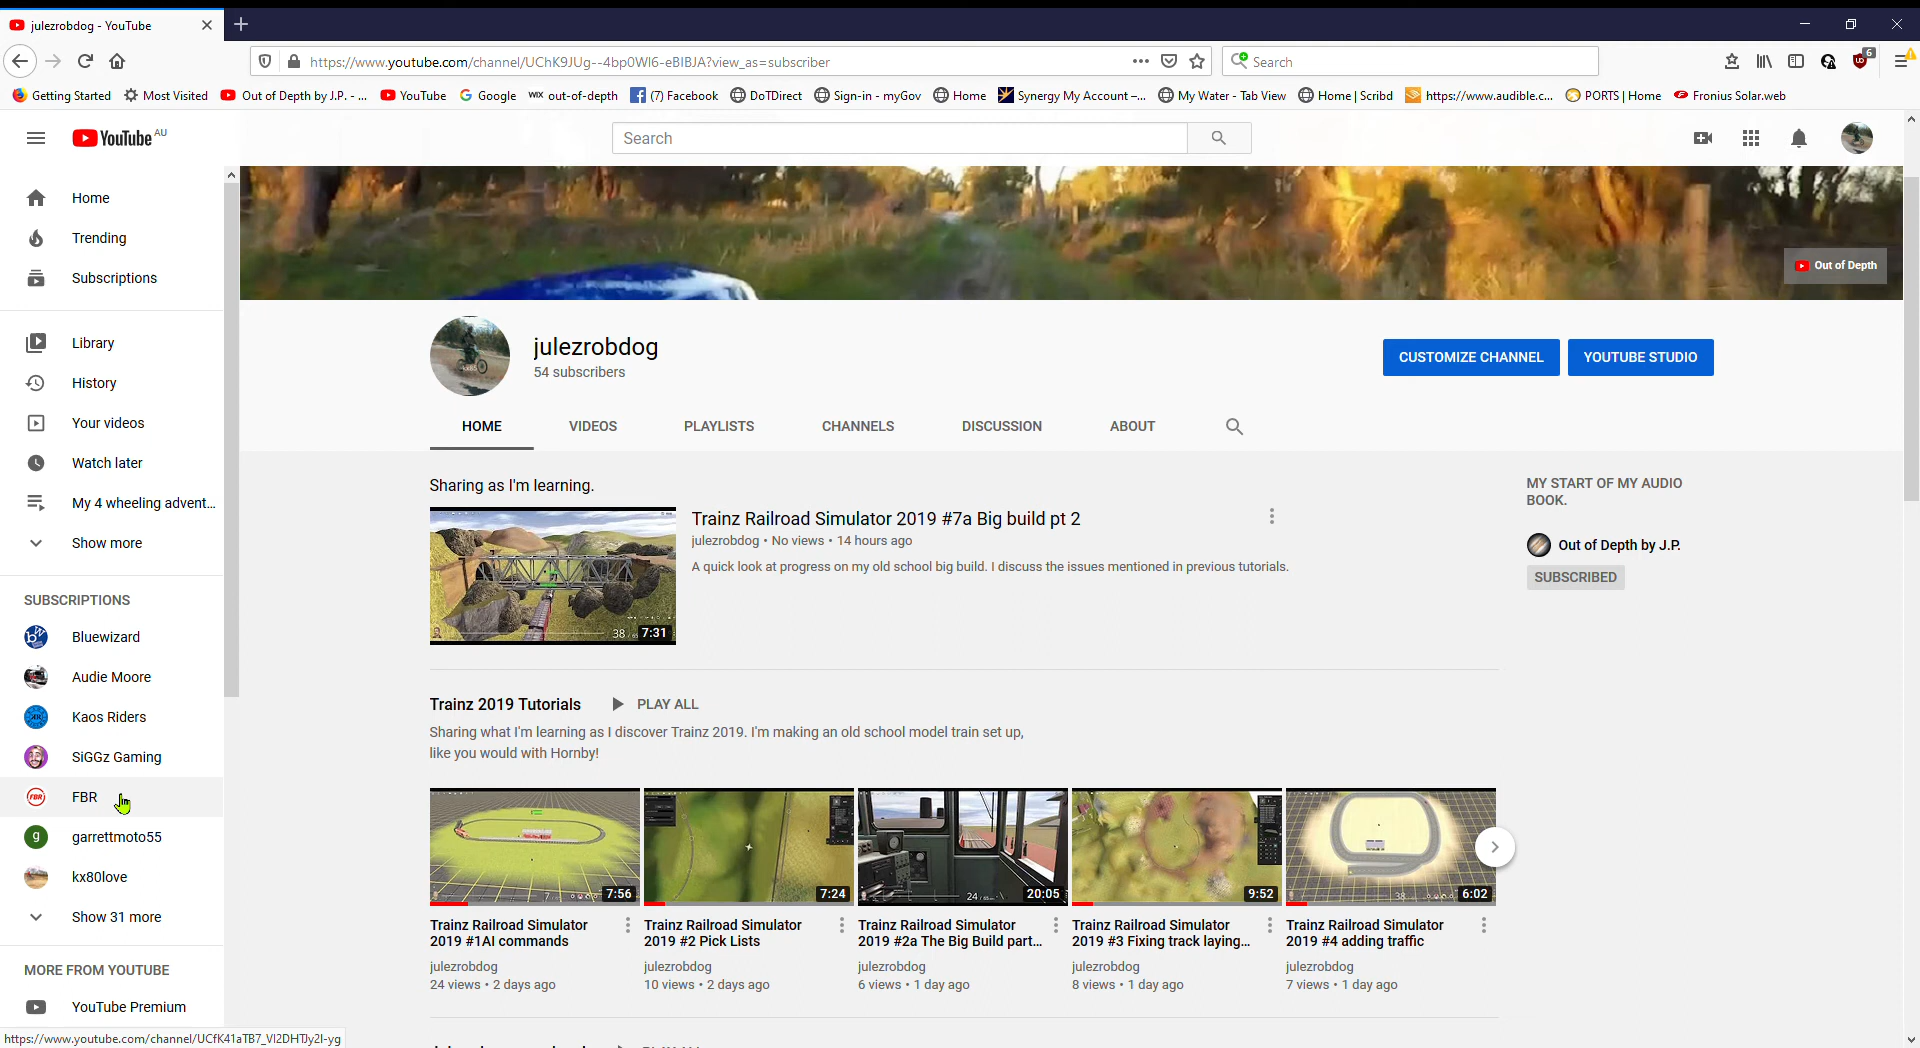 julezrobdog - YouTube
https://www.youtube.com/channel/UChK9JUg--4bp0WI6-eBIBJA?view_as=subscriber
Search
6
Getting Started
Most Visited
Out of Depth by J.P. - ...
YouTube
Google
WIX out-of-depth
(7) Facebook
DoTDirect
Sign-in - myGov
Home
Synergy My Account –...
My Water - Tab View
Home | Scribd
https://www.audible.c...
PORTS | Home
Fronius Solar.web
YouTube AU
Search
Home
Trending
Subscriptions
Library
History
Your videos
Watch later
My 4 wheeling advent...
Show more
SUBSCRIPTIONS
Bluewizard
Audie Moore
Kaos Riders
SiGGz Gaming
FBR
FBR
g
garrettmoto55
kx80love
Show 31 more
MORE FROM YOUTUBE
YouTube Premium
https://www.youtube.com/channel/UCfK41aTB7_VI2DHTJy2I-yg
Out of Depth
julezrobdog
54 subscribers
CUSTOMIZE CHANNEL
YOUTUBE STUDIO
HOME
VIDEOS
PLAYLISTS
CHANNELS
DISCUSSION
ABOUT
Sharing as I'm learning.
38
7:31
Trainz Railroad Simulator 2019 #7a Big build pt 2
julezrobdog • No views • 14 hours ago
A quick look at progress on my old school big build. I discuss the issues mentioned in previous tutorials.
MY START OF MY AUDIO
BOOK.
Out of Depth by J.P.
SUBSCRIBED
Trainz 2019 Tutorials
PLAY ALL
Sharing what I'm learning as I discover Trainz 2019. I'm making an old school model train set up,
like you would with Hornby!
7:56
Trainz Railroad Simulator
2019 #1AI commands
julezrobdog
24 views • 2 days ago
7:24
Trainz Railroad Simulator
2019 #2 Pick Lists
julezrobdog
10 views • 2 days ago
24
20:05
Trainz Railroad Simulator
2019 #2a The Big Build part...
julezrobdog
6 views • 1 day ago
9:52
Trainz Railroad Simulator
2019 #3 Fixing track laying...
julezrobdog
8 views • 1 day ago
38
6:02
Trainz Railroad Simulator
2019 #4 adding traffic
julezrobdog
7 views • 1 day ago